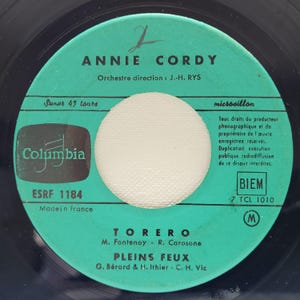 ANNIE CORDY
Orchestre direction : J.-H. RYS
Super 45 tours
microsillon
Tous droits du producteur
phonographique et du
propriétaire de l'œuvre
enregistrée réservés.
Duplication, exécution
publique, radiodiffusion
de ce disque interdites.
Columbia
ESRF 1184
Made in France
BIEM
7 TCL 1010
M
TORERO
M. Fontenoy - R. Carosone
PLEINS FEUX
G. Bérard & H. Ithier - C. H. Vic